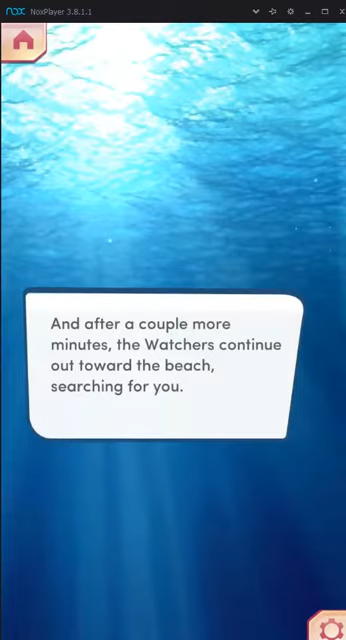 nox NoxPlayer 3.8.1.1
And after a couple more
minutes, the Watchers continue
out toward the beach,
searching for you.